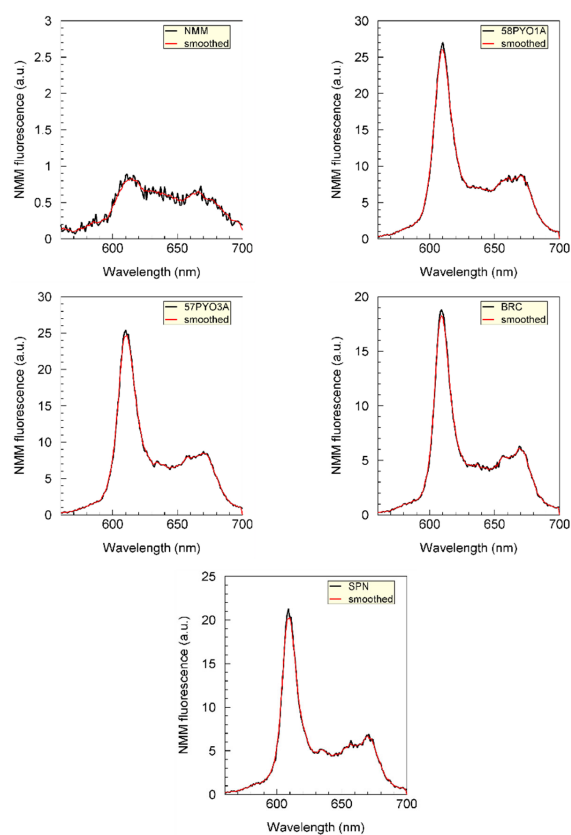 NMM
smoothed
3
2.5
2
1.5
1
0.5
0
600
650
700
NMM fluorescence (a.u.)
Wavelength (nm)
58PYO1A
smoothed
30
25
20
15
10
5
0
600
650
700
NMM fluorescence (a.u.)
Wavelength (nm)
57PYO3A
smoothed
30
25
20
15
10
5
0
600
650
700
NMM fluorescence (a.u.)
Wavelength (nm)
BRC
smoothed
20
15
10
5
0
600
650
700
NMM fluorescence (a.u.)
Wavelength (nm)
SPN
smoothed
25
20
15
10
5
0
600
650
700
NMM fluorescence (a.u.)
Wavelength (nm)